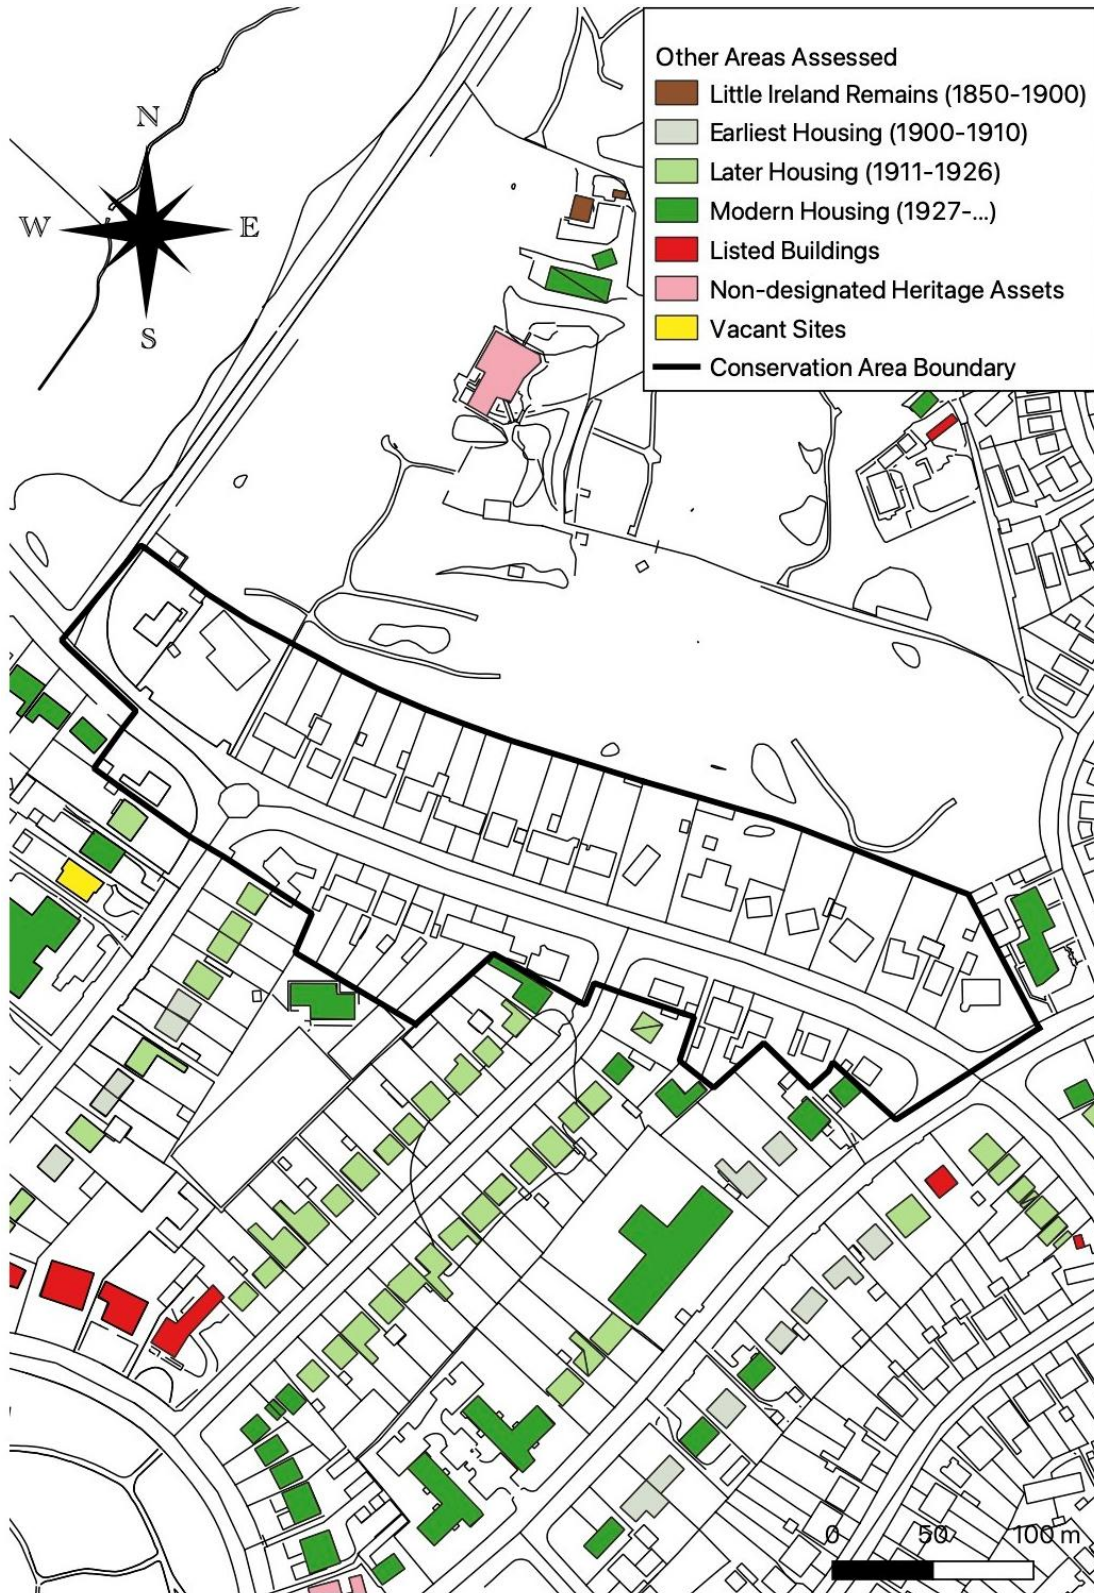 Other Areas Assessed
Little Ireland Remains (1850-1900)
Earliest Housing (1900-1910)
Later Housing (1911-1926)
Modern Housing (1927-...)
Listed Buildings
Non-designated Heritage Assets
Vacant Sites
Conservation Area Boundary
N
W E
S
0 50 100 m